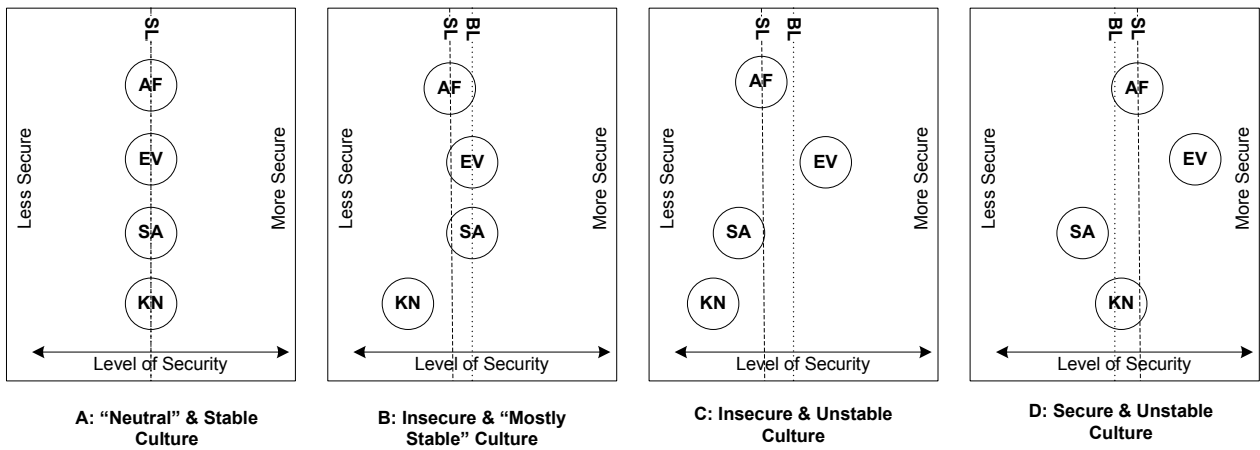 SL
AF
EV
SA
KN
Less Secure
More Secure
Level of Security
A: “Neutral” & Stable
Culture
SL
BL
AF
EV
SA
KN
Less Secure
More Secure
Level of Security
B: Insecure & “Mostly
Stable” Culture
SL
BL
AF
EV
SA
KN
Less Secure
More Secure
Level of Security
C: Insecure & Unstable
Culture
BL
SL
AF
EV
SA
KN
Less Secure
More Secure
Level of Security
D: Secure & Unstable
Culture